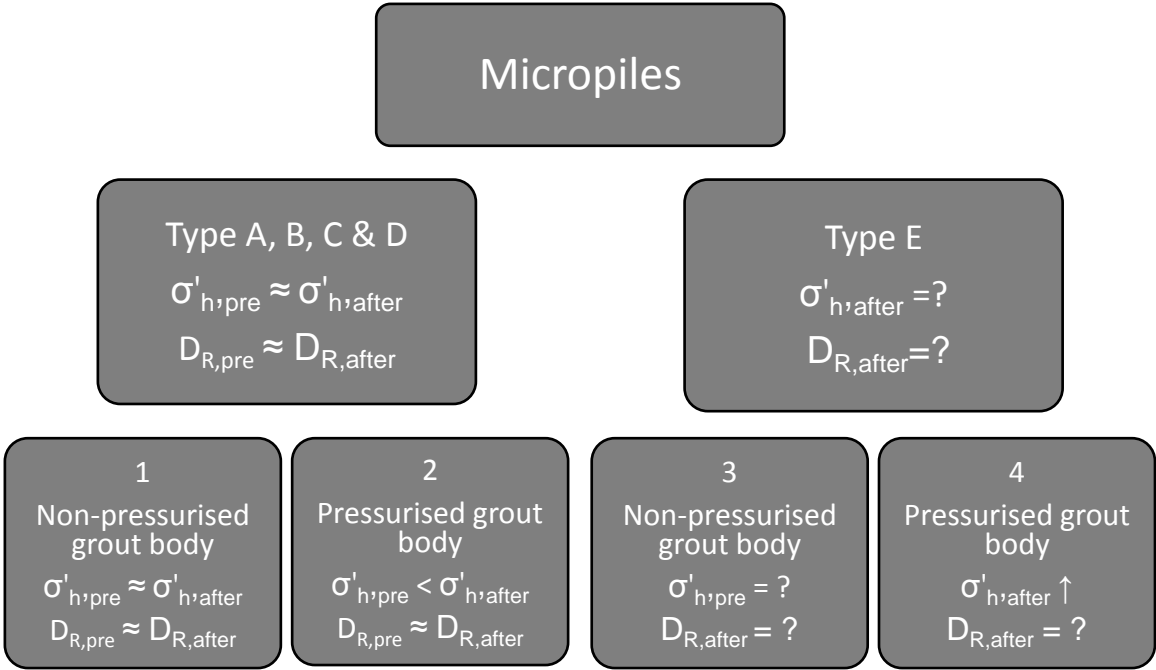 Micropiles
Type A, B, C & D
σ'h,pre ≈ σ'h,after
DR,pre ≈ DR,after
Type E
σ'h,after =?
DR,after=?
1
Non-pressurised
grout body
σ'h,pre ≈ σ'h,after
DR,pre ≈ DR,after
2
Pressurised grout
body
σ'h,pre < σ'h,after
DR,pre ≈ DR,after
3
Non-pressurised
grout body
σ'h,pre = ?
DR,after = ?
4
Pressurised grout
body
σ'h,after ↑
DR,after = ?